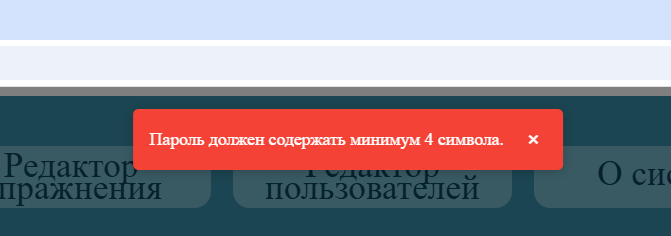 Пароль должен содержать минимум 4 символа. ×
Редактор
пражнения
Редактор
пользователей
О сис